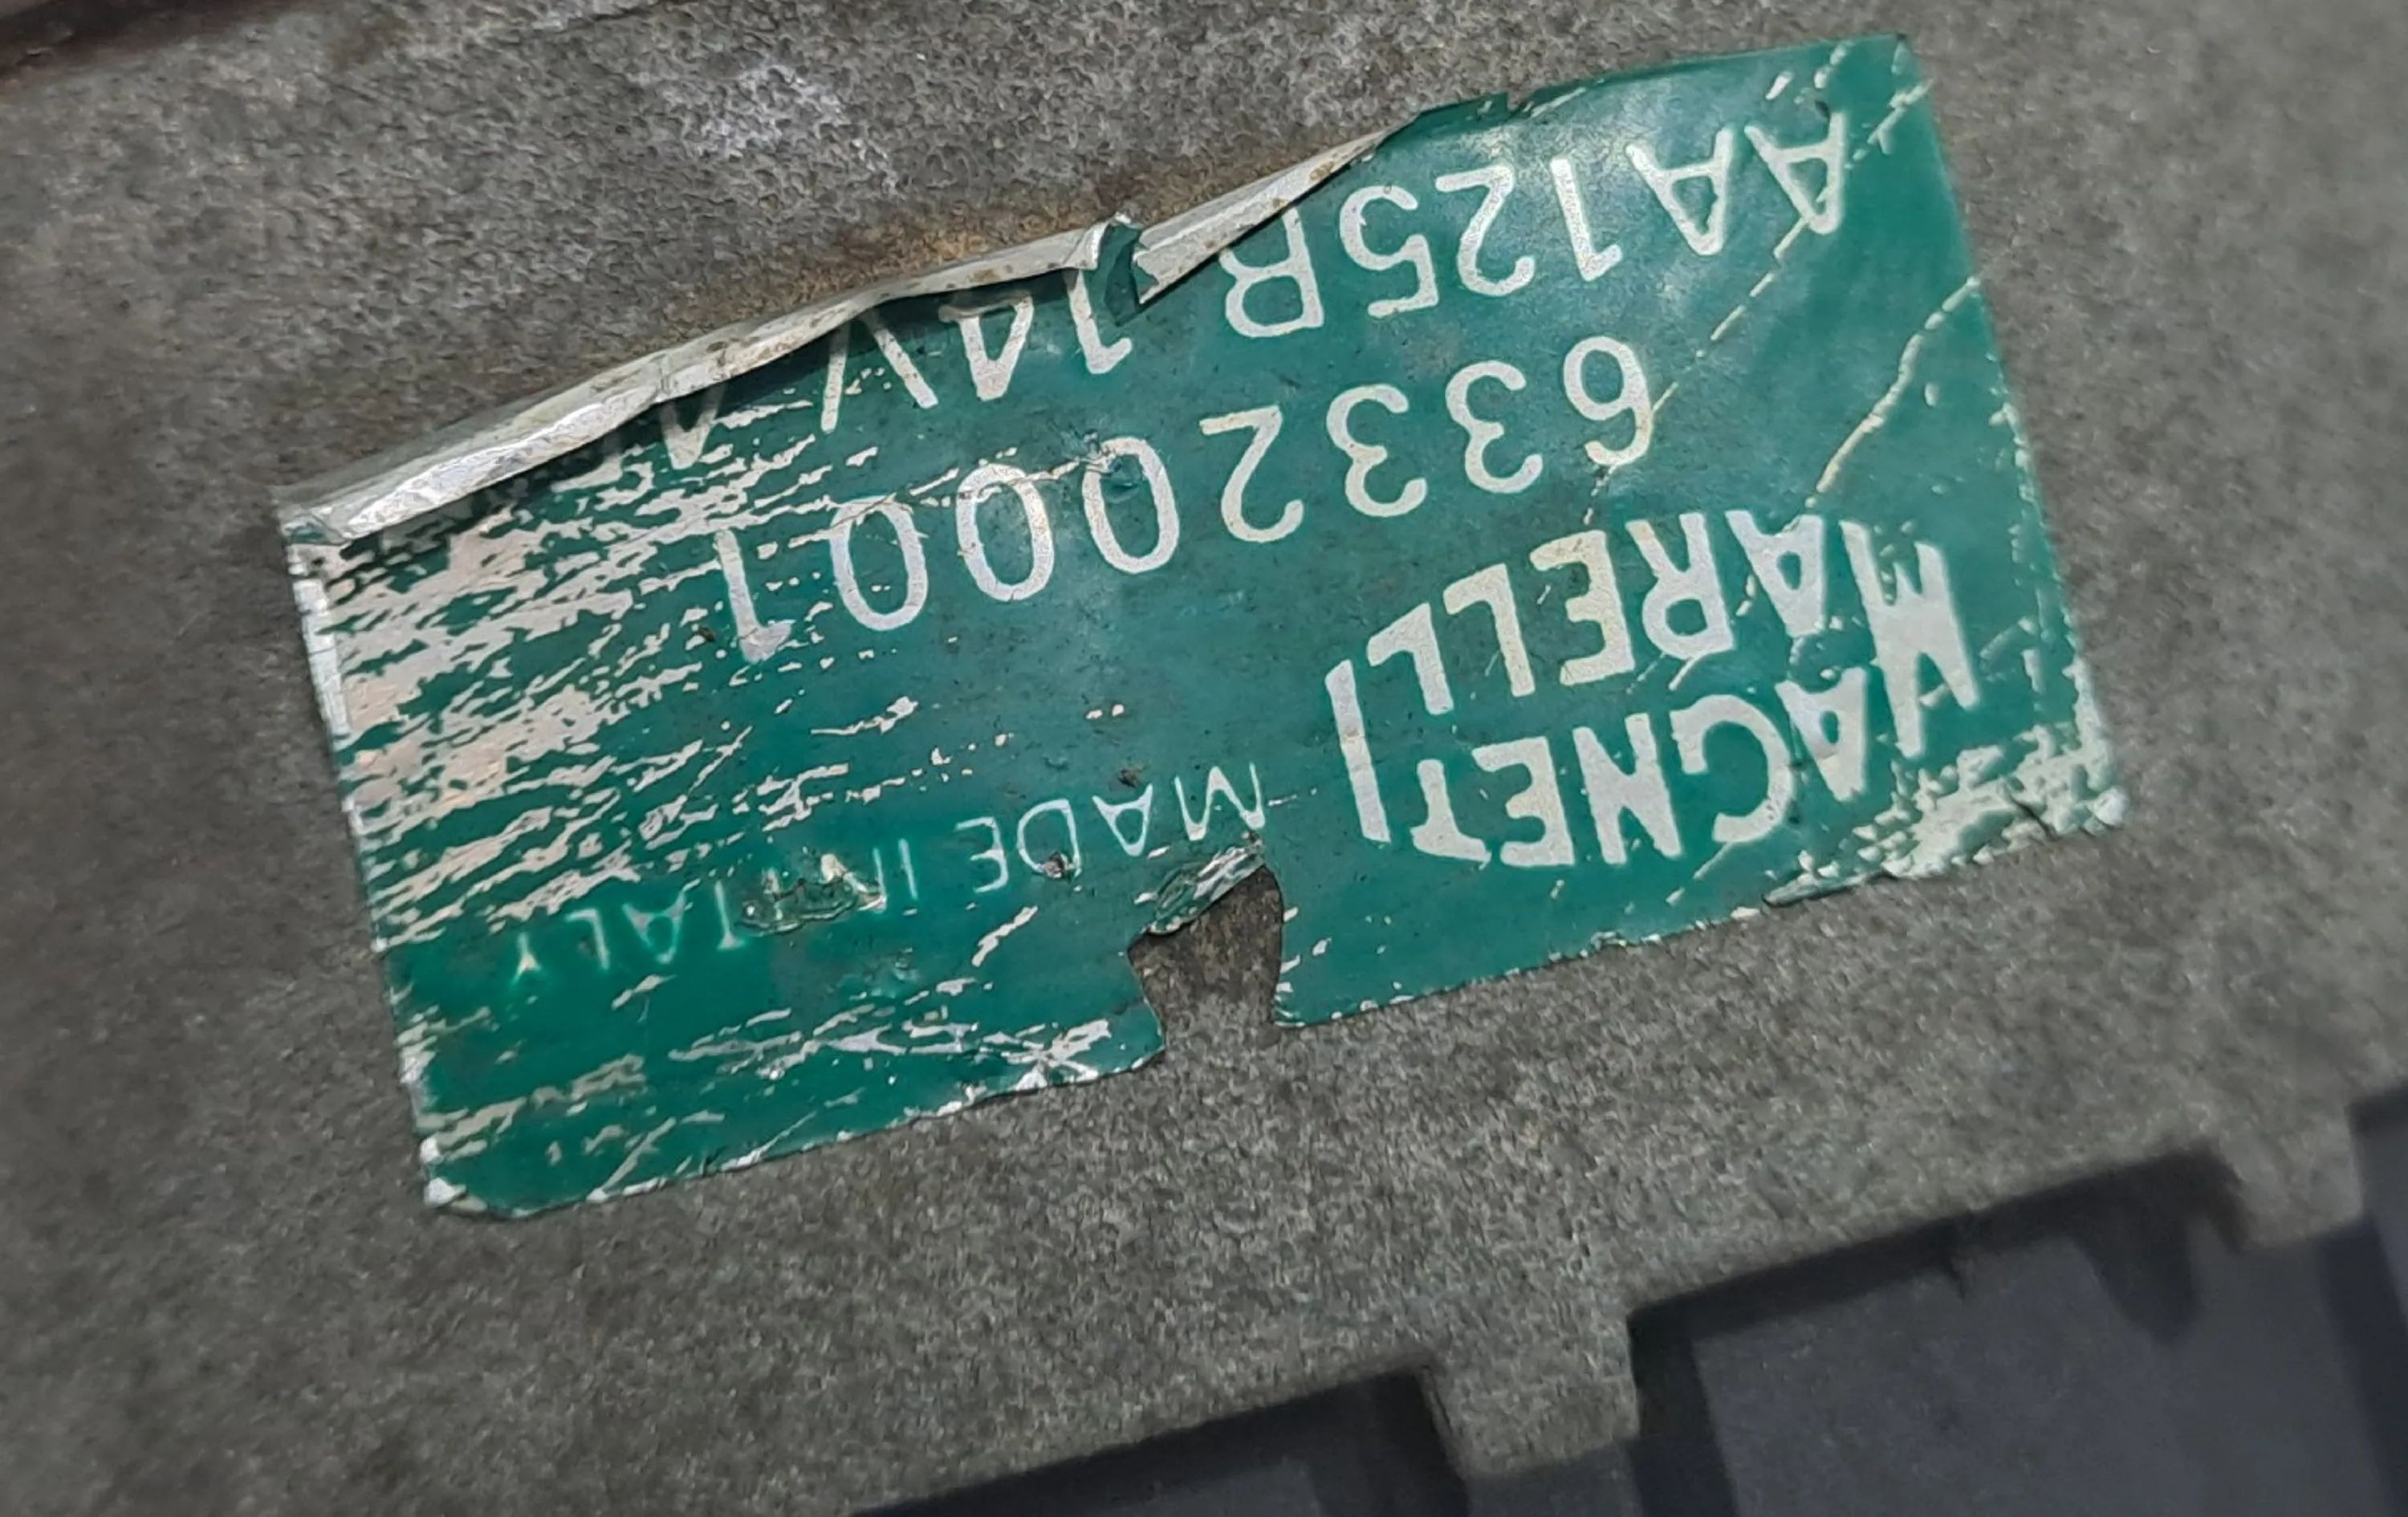 MAGNETI
MADE IN ITALY
MARELLI
63320001
AA125R 14V